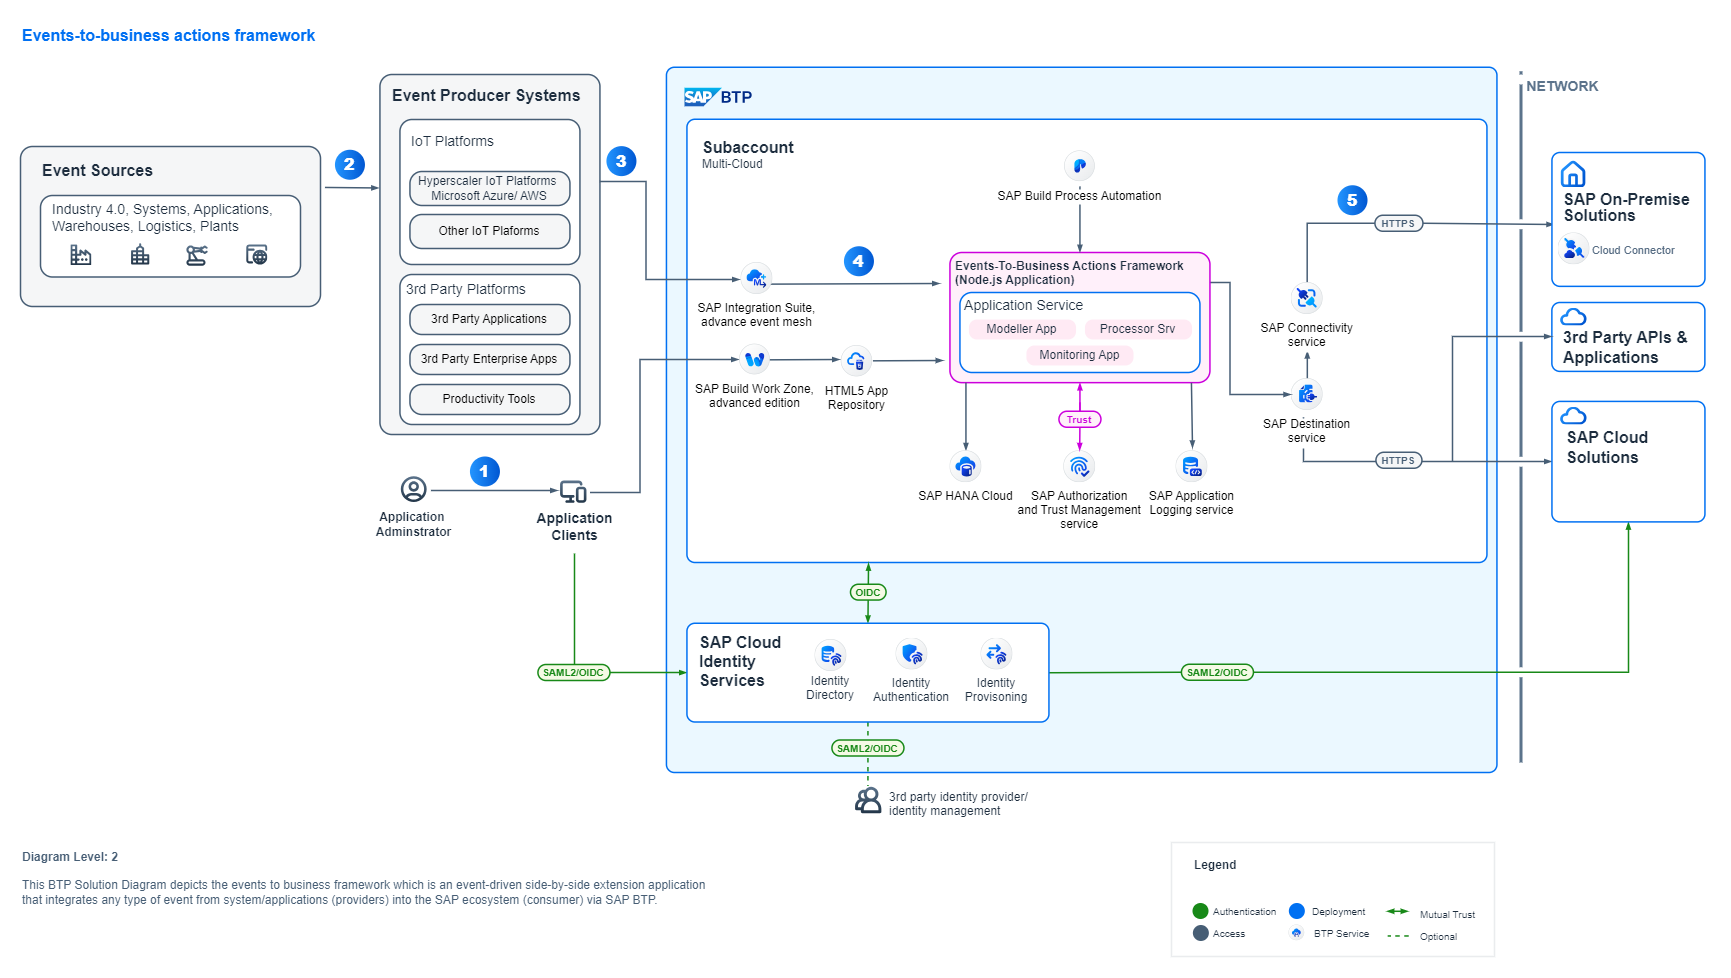 Events-to-business actions framework
Event Sources
Industry 4.0, Systems, Applications,
Warehouses, Logistics, Plants
2
Event Producer Systems
IoT Platforms
Hyperscaler IoT Platforms
Microsoft Azure/ AWS
Other IoT Plaforms
3rd Party Platforms
3rd Party Applications
3rd Party Enterprise Apps
Productivity Tools
3
1
Application
Adminstrator
Application
Clients
SAP BTP
Subaccount
Multi-Cloud
SAP Build Process Automation
4
SAP Integration Suite,
advance event mesh
SAP Build Work Zone,
advanced edition
HTML5 App
Repository
Events-To-Business Actions Framework
(Node.js Application)
Application Service
Modeller App
Processor Srv
Monitoring App
Trust
SAP HANA Cloud
SAP Authorization
and Trust Management
service
SAP Application
Logging service
5
SAP Connectivity
service
SAP Destination
service
HTTPS
HTTPS
NETWORK
SAP On-Premise
Solutions
Cloud Connector
3rd Party APIs &
Applications
SAP Cloud
Solutions
OIDC
SAML2/OIDC
SAP Cloud
Identity
Services
Identity
Directory
Identity
Authentication
Identity
Provisoning
SAML2/OIDC
SAML2/OIDC
3rd party identity provider/
identity management
Diagram Level: 2
This BTP Solution Diagram depicts the events to business framework which is an event-driven side-by-side extension application
that integrates any type of event from system/applications (providers) into the SAP ecosystem (consumer) via SAP BTP.
Legend
Authentication
Deployment
Mutual Trust
Access
BTP Service
Optional